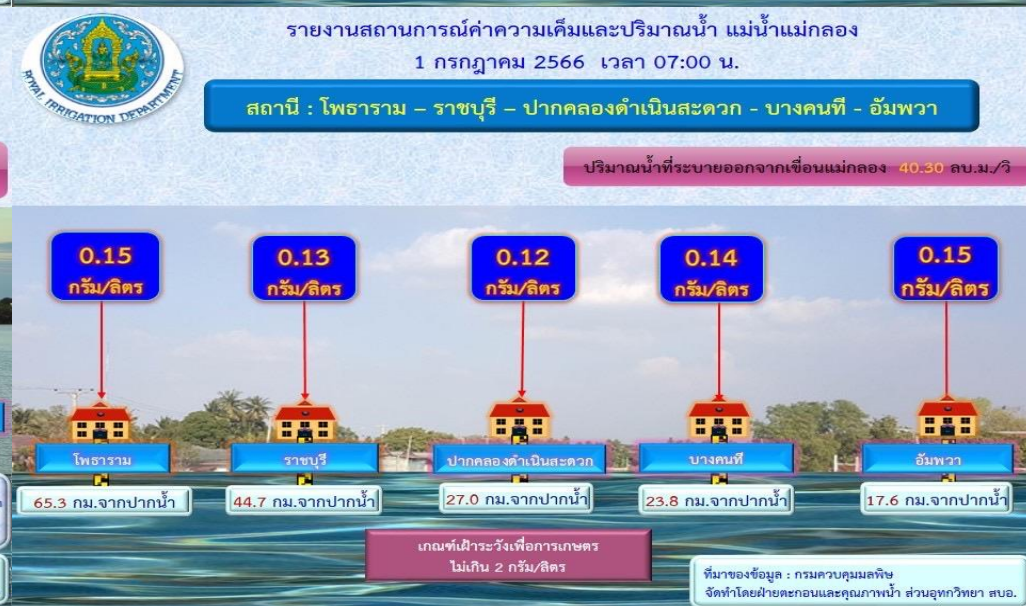 รายงานสถานการณ์ค่าความเค็มและปริมาณน้ำ แม่น้ำแม่กลอง
1 กรกฎาคม 2566 เวลา 07:00 น.
ROYAL IRRIGATION DEPARTMENT
สถานี : โพธาราม – ราชบุรี – ปากคลองดำเนินสะดวก - บางคนที - อัมพวา
ปริมาณน้ำที่ระบายออกจากเขื่อนแม่กลอง 40.30 ลบ.ม./วิ
0.15
กรัม/ลิตร
0.13
กรัม/ลิตร
0.12
กรัม/ลิตร
0.14
กรัม/ลิตร
0.15
กรัม/ลิตร
โพธาราม
ราชบุรี
ปากคลองดำเนินสะดวก
บางคนที
อัมพวา
65.3 กม.จากปากน้ำ
44.7 กม.จากปากน้ำ
27.0 กม.จากปากน้ำ
23.8 กม.จากปากน้ำ
17.6 กม.จากปากน้ำ
เกณฑ์เฝ้าระวังเพื่อการเกษตร
ไม่เกิน 2 กรัม/ลิตร
ที่มาของข้อมูล : กรมควบคุมมลพิษ
จัดทำโดยฝ่ายตะกอนและคุณภาพน้ำ ส่วนอุทกวิทยา สบอ.